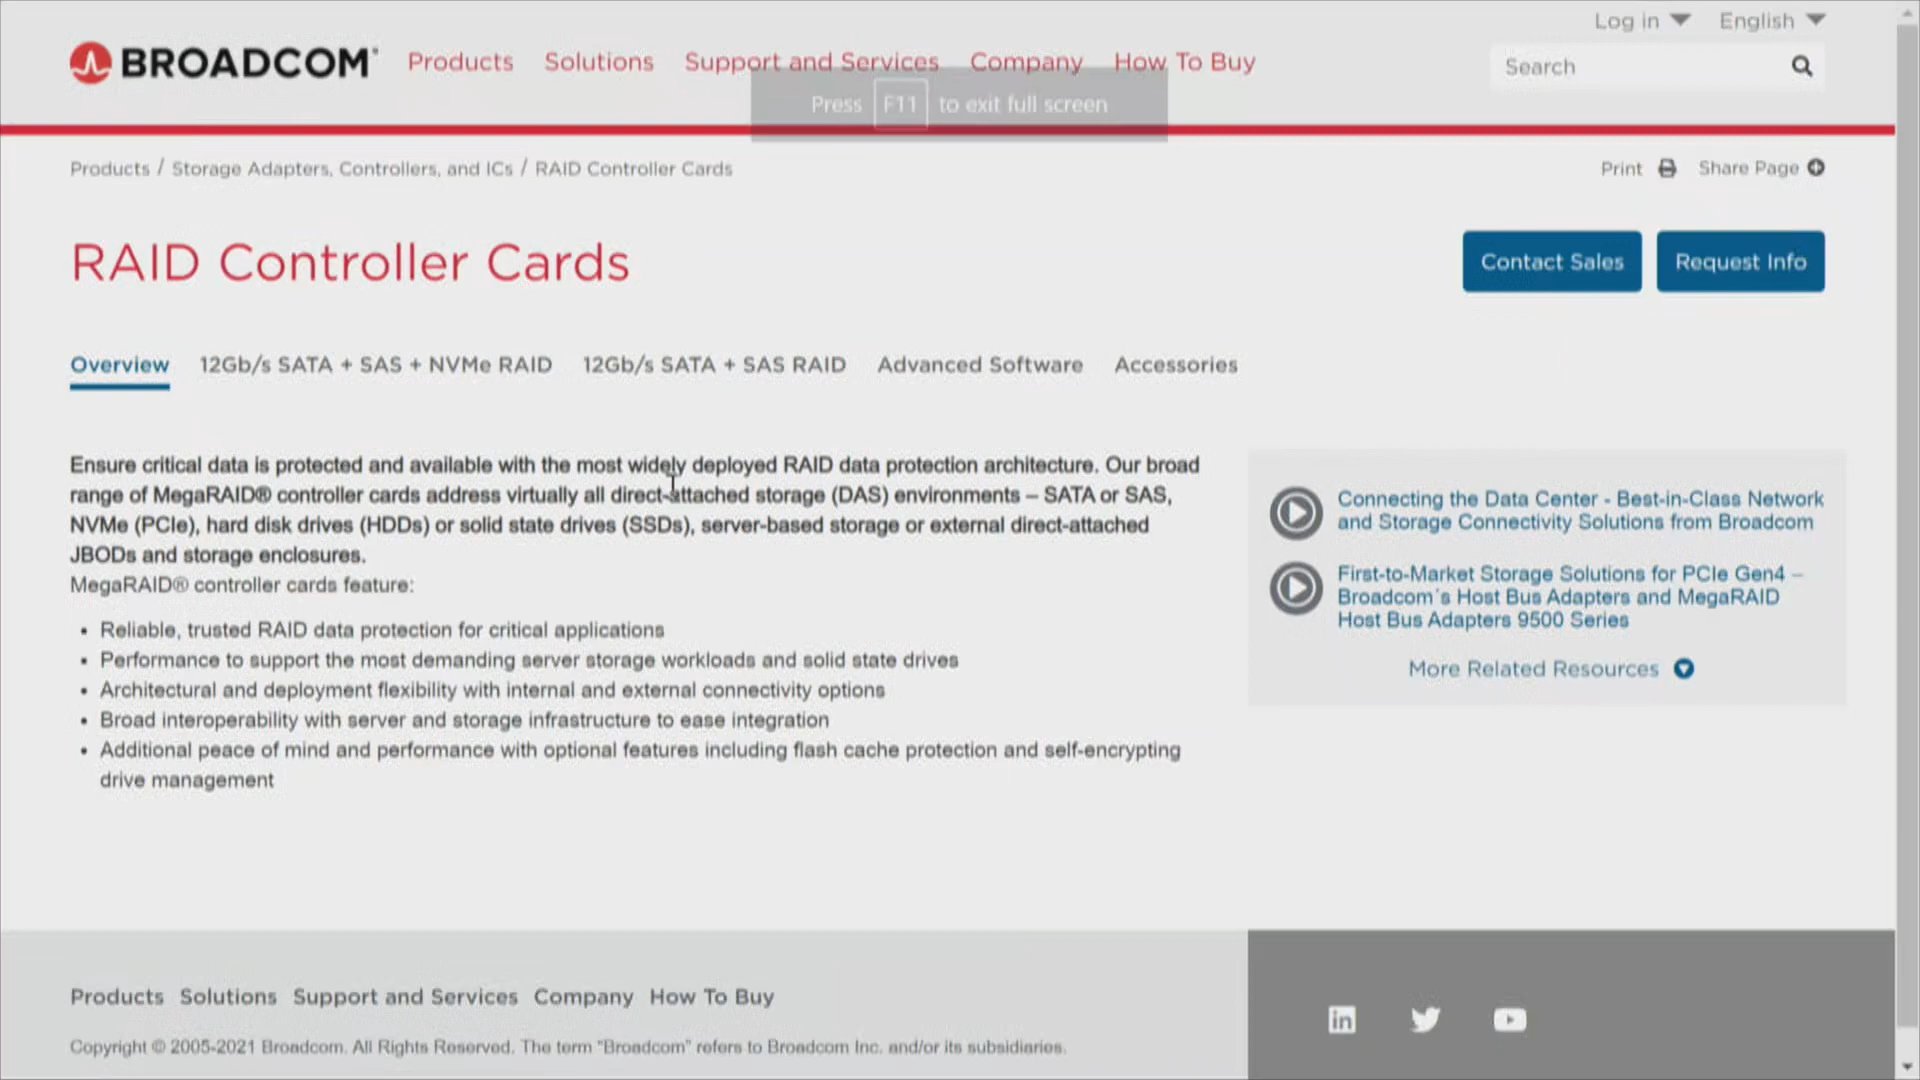 Log in English
BROADCOM® Products Solutions Support and Services Company How To Buy
Search
Press F11 to exit full screen
Products / Storage Adapters, Controllers, and ICs / RAID Controller Cards
Print Share Page
RAID Controller Cards
Contact Sales Request Info
Overview 12Gb/s SATA + SAS + NVMe RAID 12Gb/s SATA + SAS RAID Advanced Software Accessories
Ensure critical data is protected and available with the most widely deployed RAID data protection architecture. Our broad
range of MegaRAID® controller cards address virtually all direct-attached storage (DAS) environments – SATA or SAS,
NVMe (PCIe), hard disk drives (HDDs) or solid state drives (SSDs), server-based storage or external direct-attached
JBODs and storage enclosures.
MegaRAID® controller cards feature:
• Reliable, trusted RAID data protection for critical applications
• Performance to support the most demanding server storage workloads and solid state drives
• Architectural and deployment flexibility with internal and external connectivity options
• Broad interoperability with server and storage infrastructure to ease integration
• Additional peace of mind and performance with optional features including flash cache protection and self-encrypting
drive management
Connecting the Data Center - Best-in-Class Network
and Storage Connectivity Solutions from Broadcom
First-to-Market Storage Solutions for PCIe Gen4 –
Broadcom´s Host Bus Adapters and MegaRAID
Host Bus Adapters 9500 Series
More Related Resources
Products Solutions Support and Services Company How To Buy
Copyright © 2005-2021 Broadcom. All Rights Reserved. The term "Broadcom" refers to Broadcom Inc. and/or its subsidiaries.
in